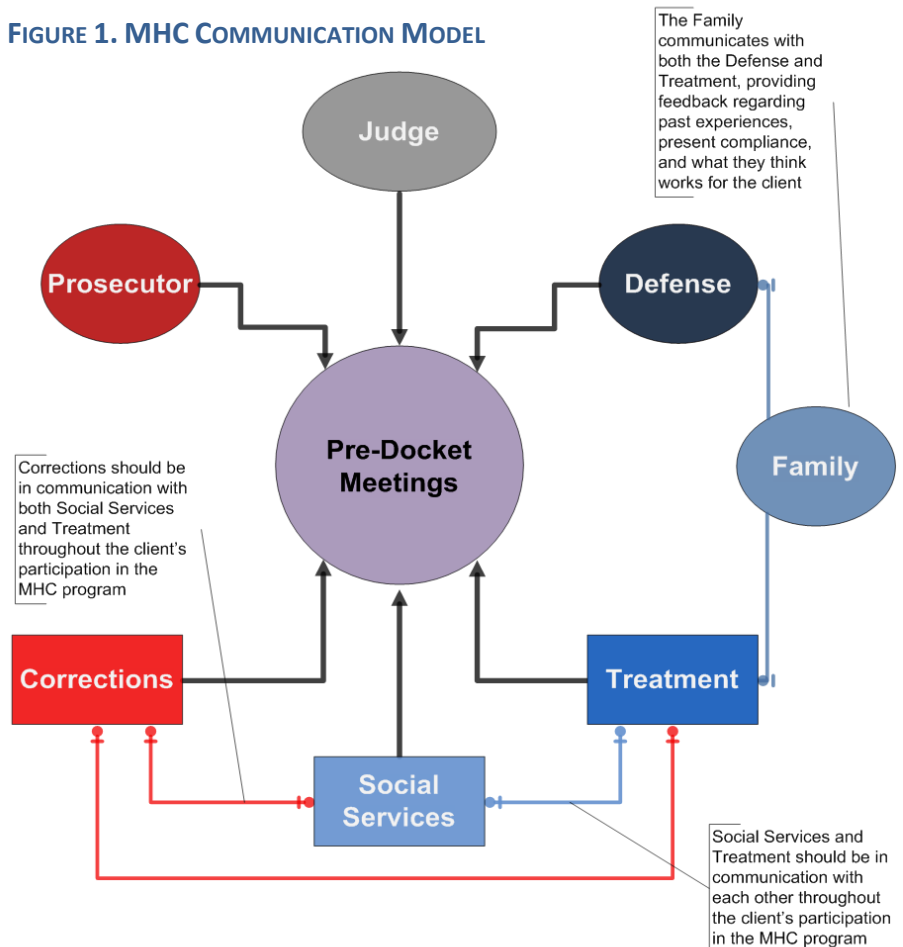 FIGURE 1. MHC COMMUNICATION MODEL
The Family
communicates with
both the Defense and
Treatment, providing
feedback regarding
past experiences,
present compliance,
and what they think
works for the client
Judge
Prosecutor
Defense
Pre-Docket
Meetings
Family
Corrections should be
in communication with
both Social Services
and Treatment
throughout the client's
participation in the
MHC program
Corrections
Treatment
Social
Services
Social Services and
Treatment should be in
communication with
each other throughout
the client's participation
in the MHC program